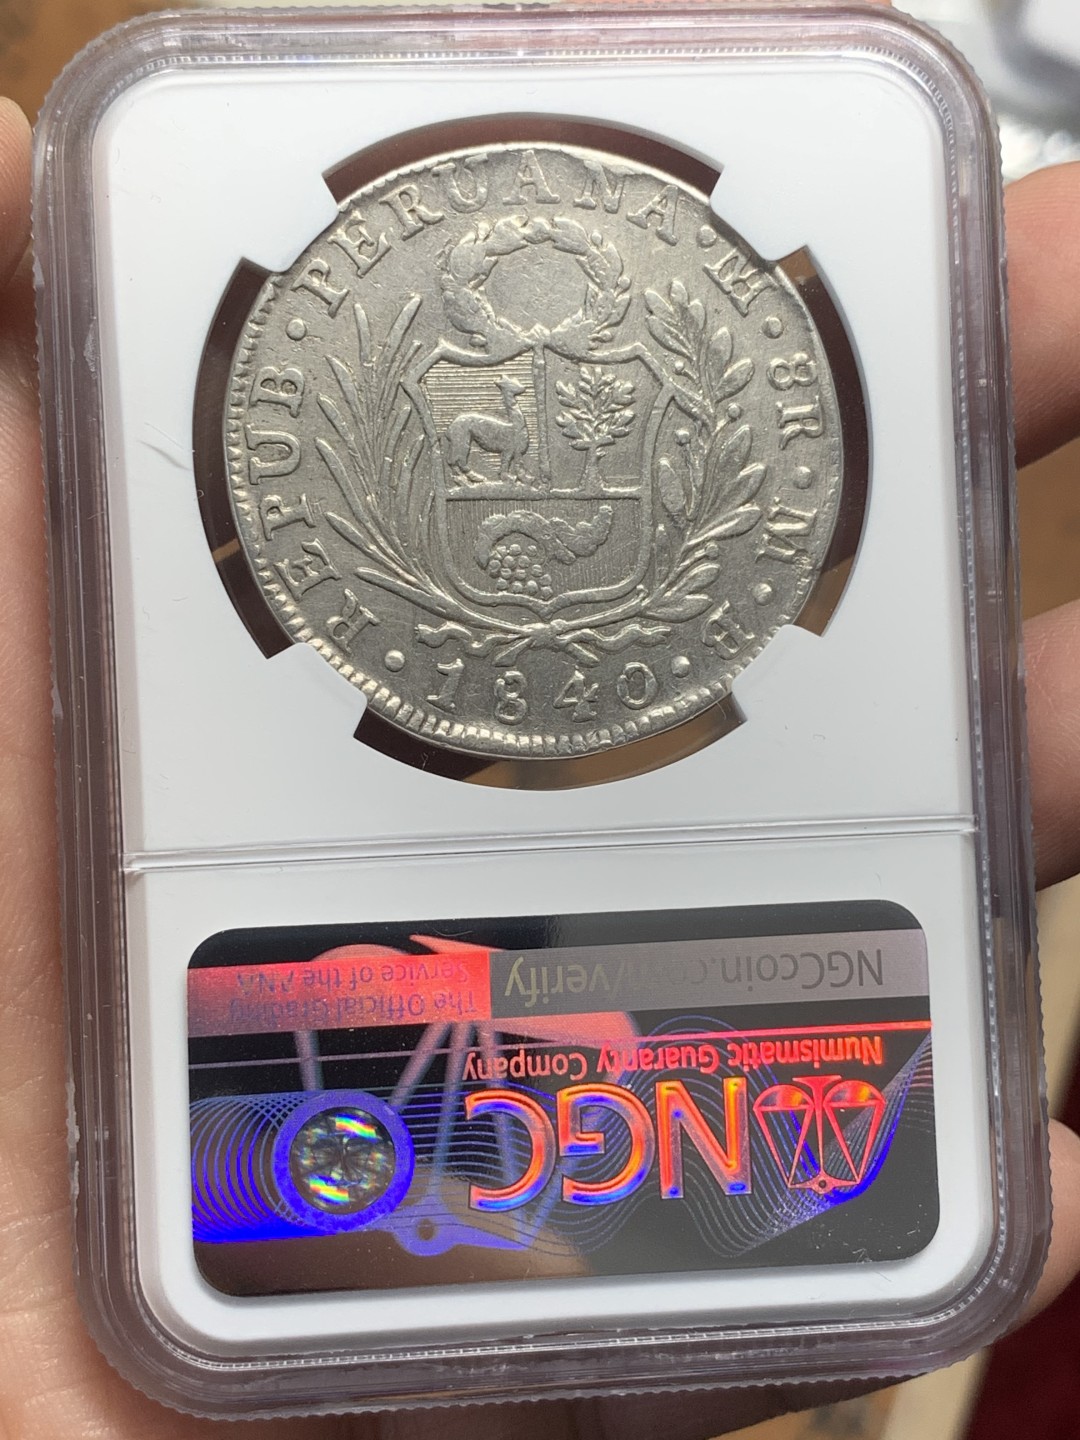 REPUB · PERUANA · M · 8R · M · B
· 1840 ·
NGC
Numismatic Guaranty Company
NGCcoin.com/verify
The Official Grading
Service of the ANA